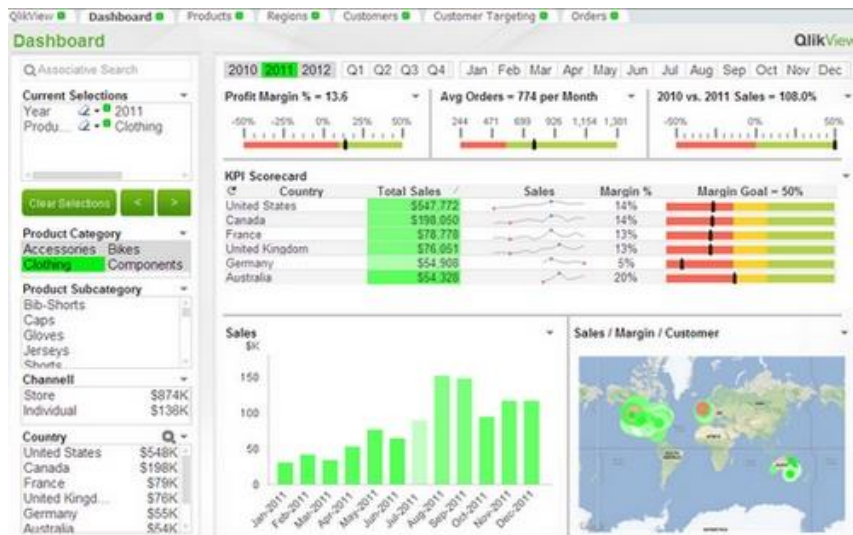 QlikView Dashboard Products Regions Customers Customer Targeting Orders
Dashboard
QlikView
Associative Search
2010 2011 2012 Q1 Q2 Q3 Q4 Jan Feb Mar Apr May Jun Jul Aug Sep Oct Nov Dec
Current Selections
Year 2011
Produ... Clothing
Clear Selections < >
Profit Margin % = 13.6
-50% -25% 0% 25% 50%
Avg Orders = 774 per Month
244 471 699 926 1,154 1,381
2010 vs. 2011 Sales = 108.0%
-50% 0% 50%
KPI Scorecard
Country Total Sales Sales Margin % Margin Goal = 50%
United States $547,772 14%
Canada $198,050 14%
France $78,778 13%
United Kingdom $76,051 13%
Germany $54,908 5%
Australia $54,328 20%
Product Category
Accessories Bikes
Clothing Components
Product Subcategory
Bib-Shorts
Caps
Gloves
Jerseys
Shorts
Channell
Store $874K
Individual $136K
Country
United States $548K
Canada $198K
France $79K
United Kingd... $76K
Germany $55K
Australia $54K
Sales
$K
150
100
50
0
Jan-2011 Feb-2011 Mar-2011 Apr-2011 May-2011 Jun-2011 Jul-2011 Aug-2011 Sep-2011 Oct-2011 Nov-2011 Dec-2011
Sales / Margin / Customer